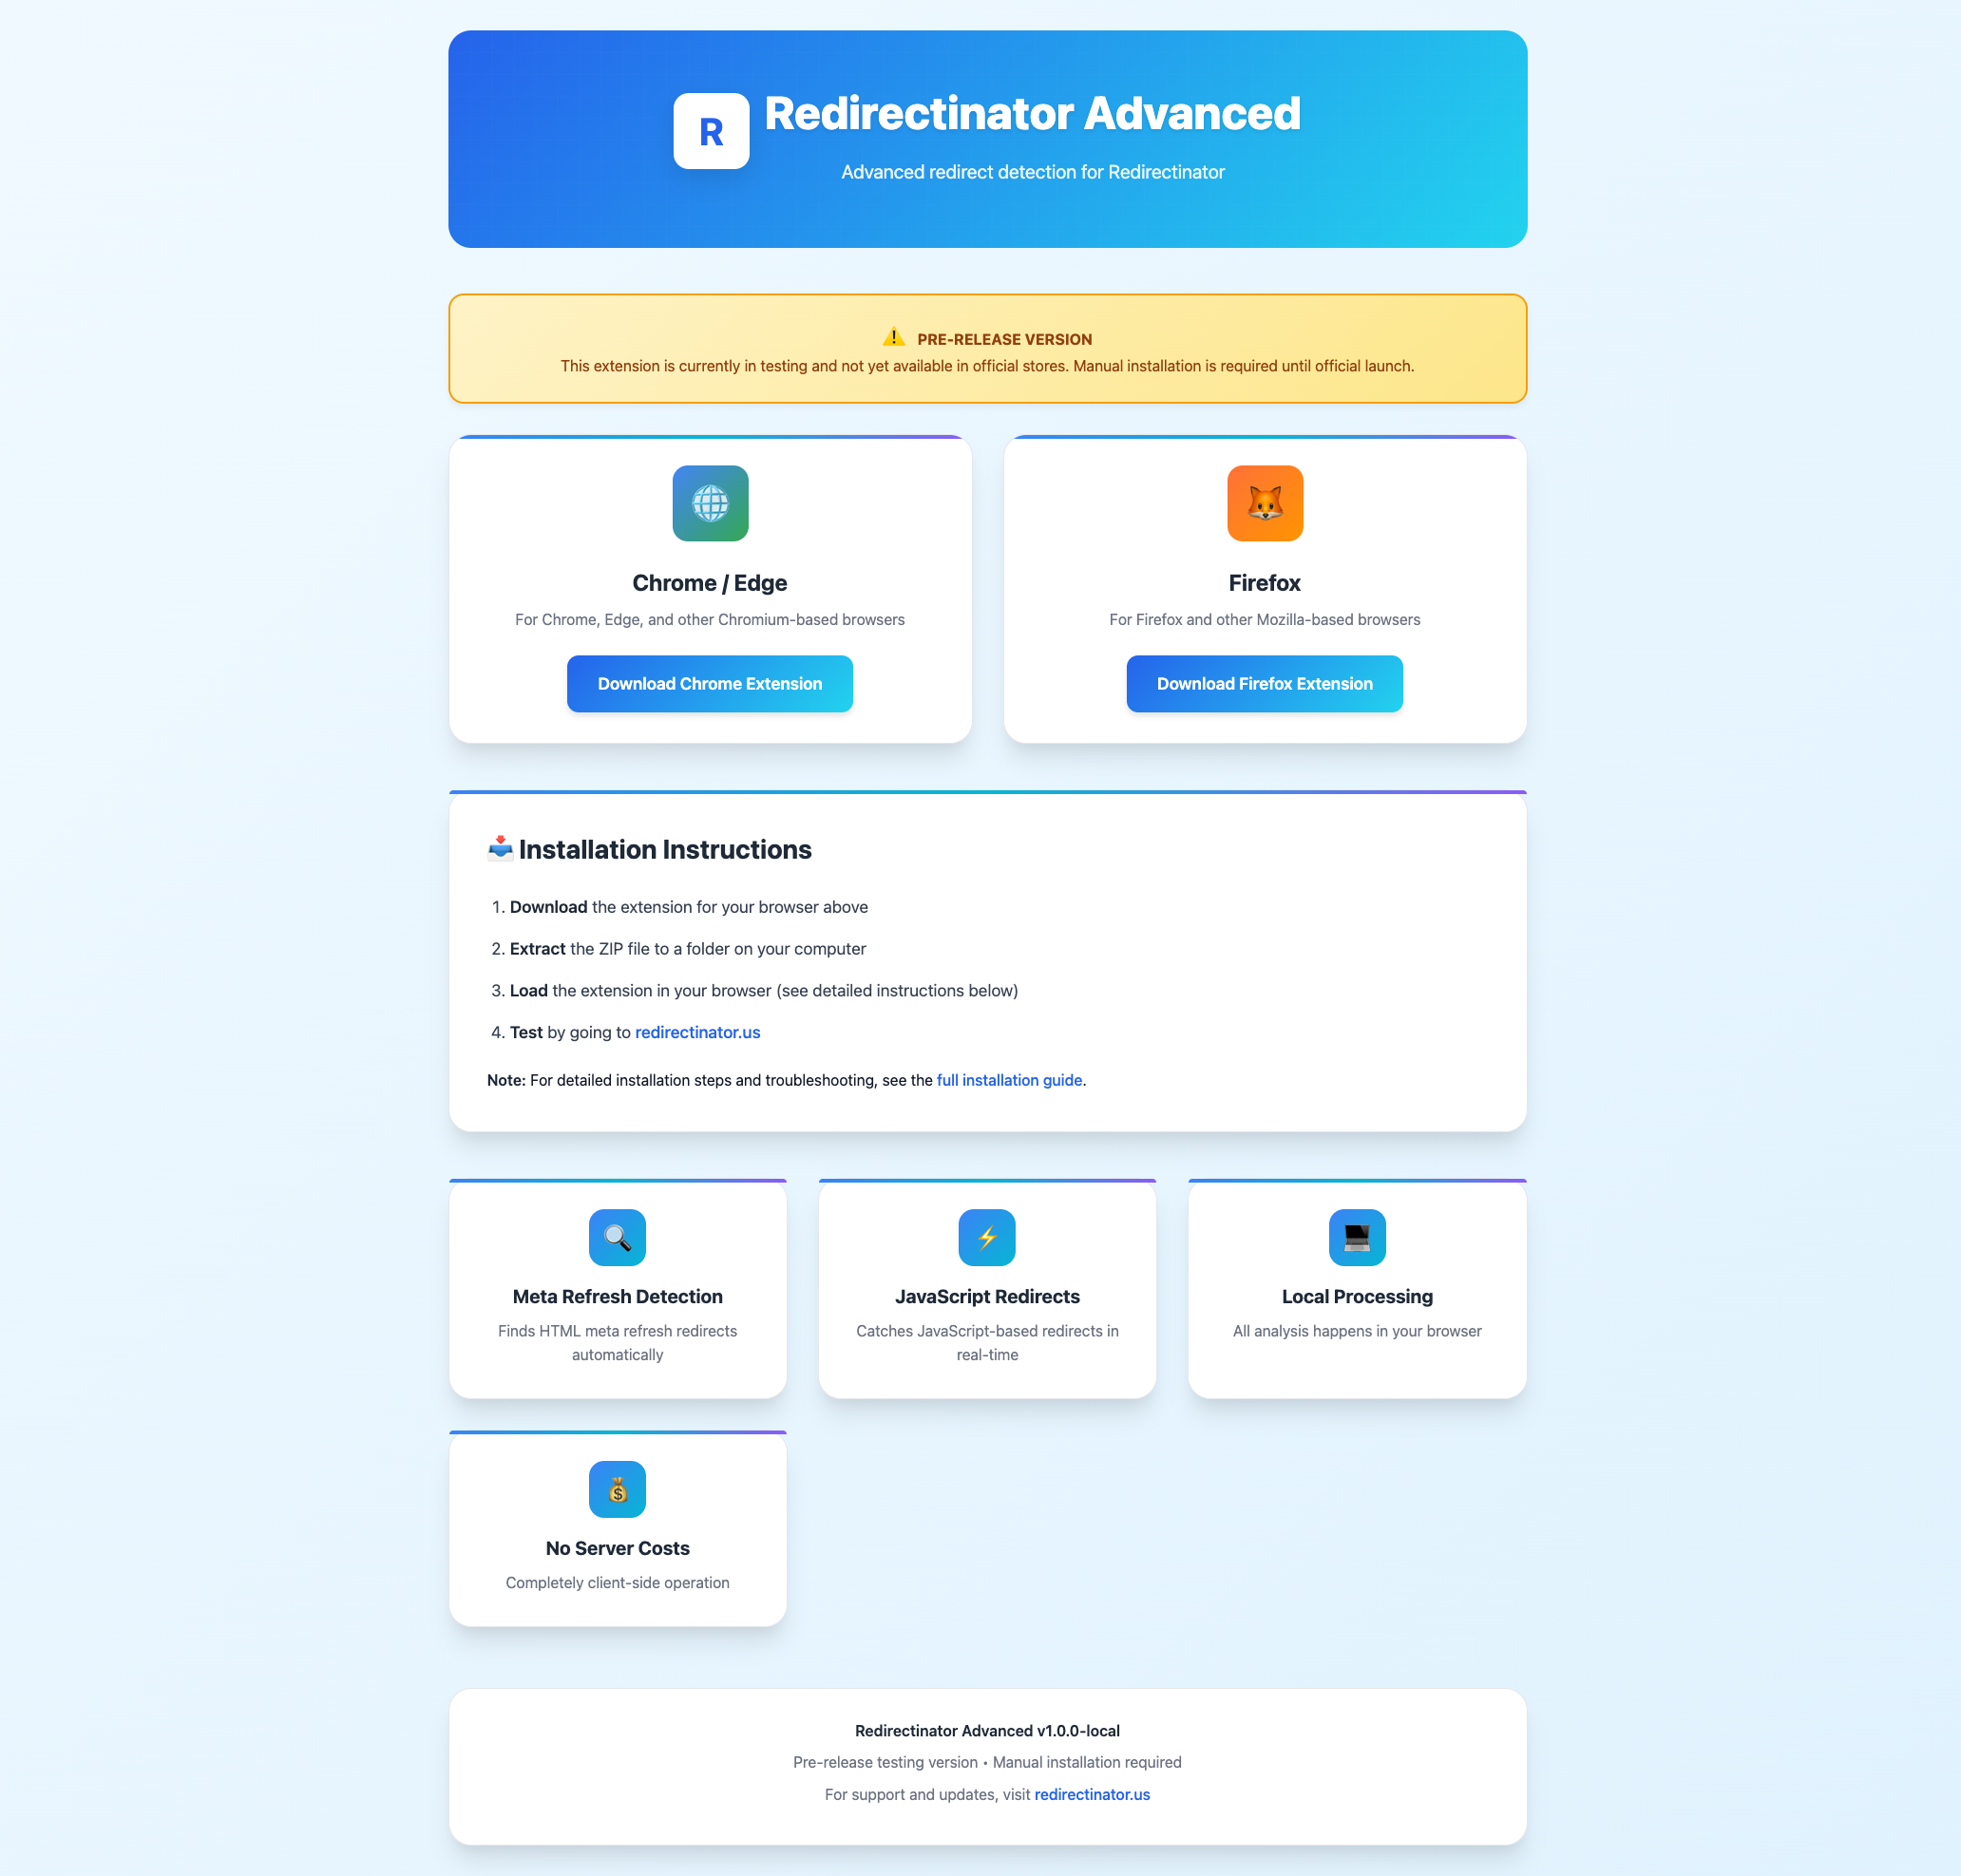 R
Redirectinator Advanced
Advanced redirect detection for Redirectinator
PRE-RELEASE VERSION
This extension is currently in testing and not yet available in official stores. Manual installation is required until official launch.
Chrome / Edge
For Chrome, Edge, and other Chromium-based browsers
Download Chrome Extension
Firefox
For Firefox and other Mozilla-based browsers
Download Firefox Extension
Installation Instructions
1. Download the extension for your browser above
2. Extract the ZIP file to a folder on your computer
3. Load the extension in your browser (see detailed instructions below)
4. Test by going to redirectinator.us
Note: For detailed installation steps and troubleshooting, see the full installation guide.
Meta Refresh Detection
Finds HTML meta refresh redirects
automatically
JavaScript Redirects
Catches JavaScript-based redirects in
real-time
Local Processing
All analysis happens in your browser
No Server Costs
Completely client-side operation
Redirectinator Advanced v1.0.0-local
Pre-release testing version • Manual installation required
For support and updates, visit redirectinator.us